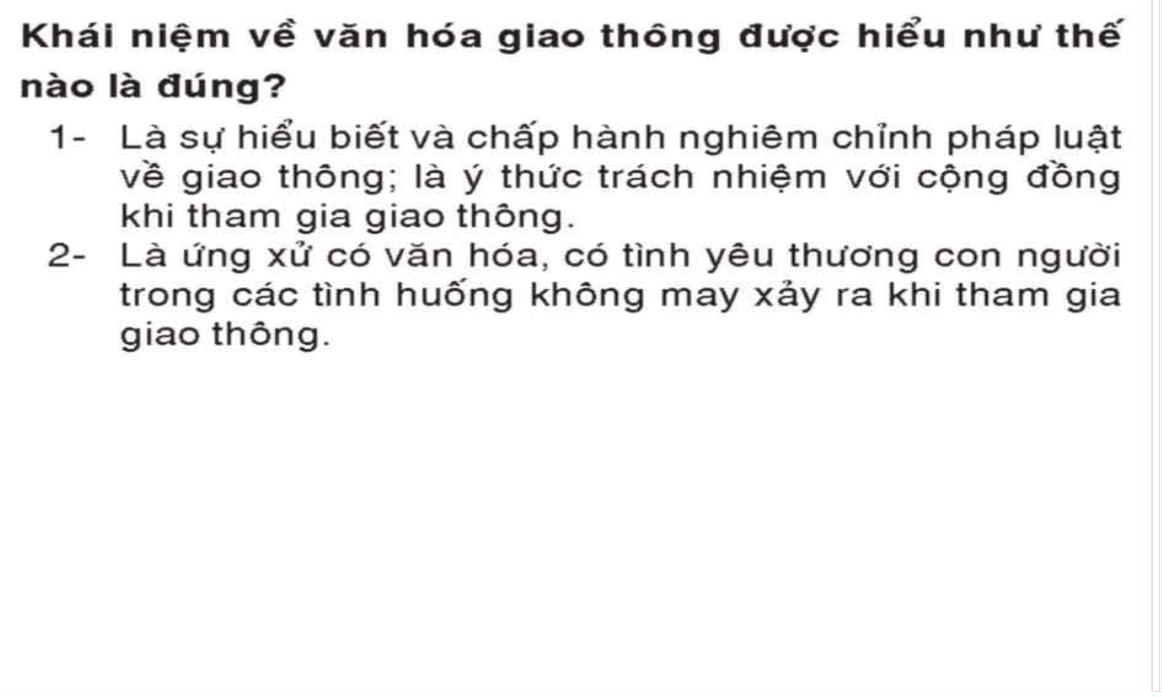 Khái niệm về văn hóa giao thông được hiểu như thế
nào là đúng?
1- Là sự hiểu biết và chấp hành nghiêm chỉnh pháp luật
về giao thông; là ý thức trách nhiệm với cộng đồng
khi tham gia giao thông.
2- Là ứng xử có văn hóa, có tình yêu thương con người
trong các tình huống không may xảy ra khi tham gia
giao thông.